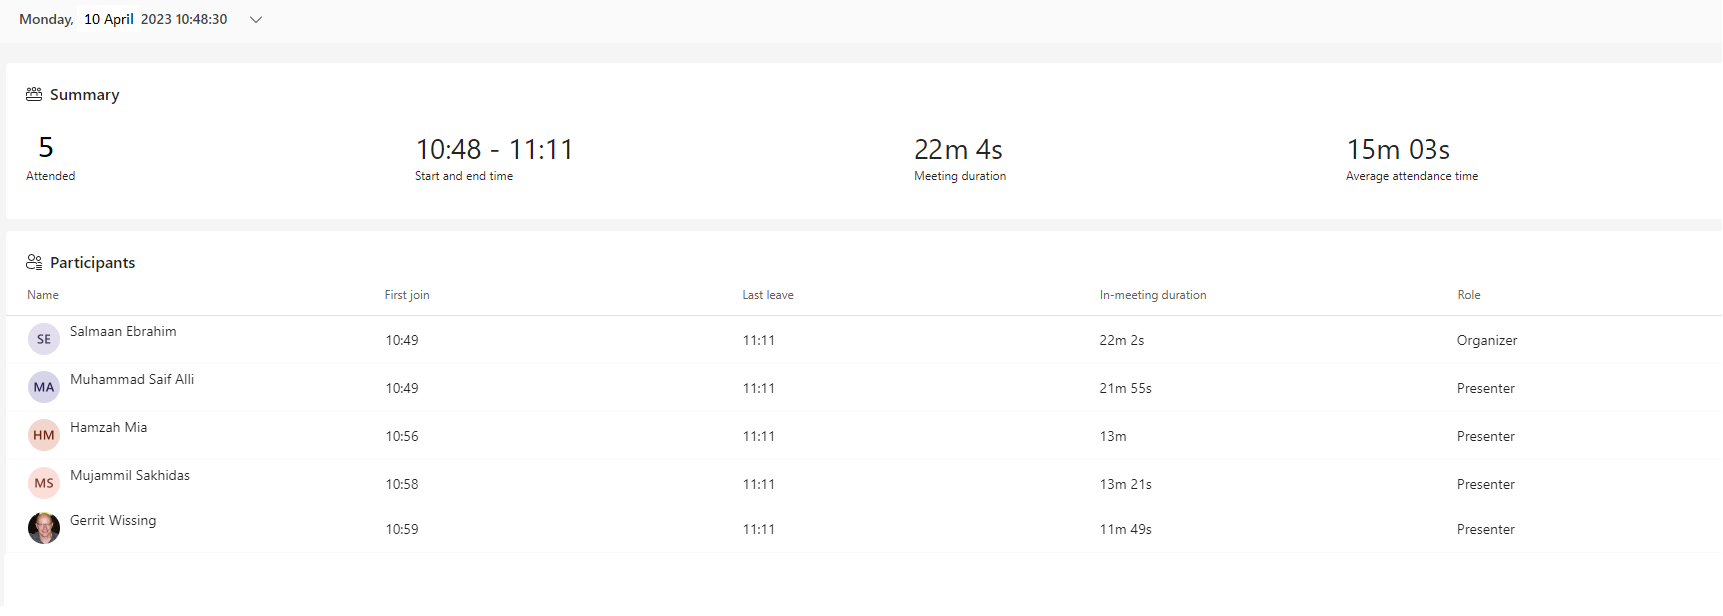 Monday, 10 April 2023 10:48:30
Summary
5 10:48 - 11:11 22m 4s 15m 03s
Attended Start and end time Meeting duration Average attendance time
Participants
Name First join Last leave In-meeting duration Role
SE Salmaan Ebrahim 10:49 11:11 22m 2s Organizer
MA Muhammad Saif Alli 10:49 11:11 21m 55s Presenter
HM Hamzah Mia 10:56 11:11 13m Presenter
MS Mujammil Sakhidas 10:58 11:11 13m 21s Presenter
Gerrit Wissing 10:59 11:11 11m 49s Presenter